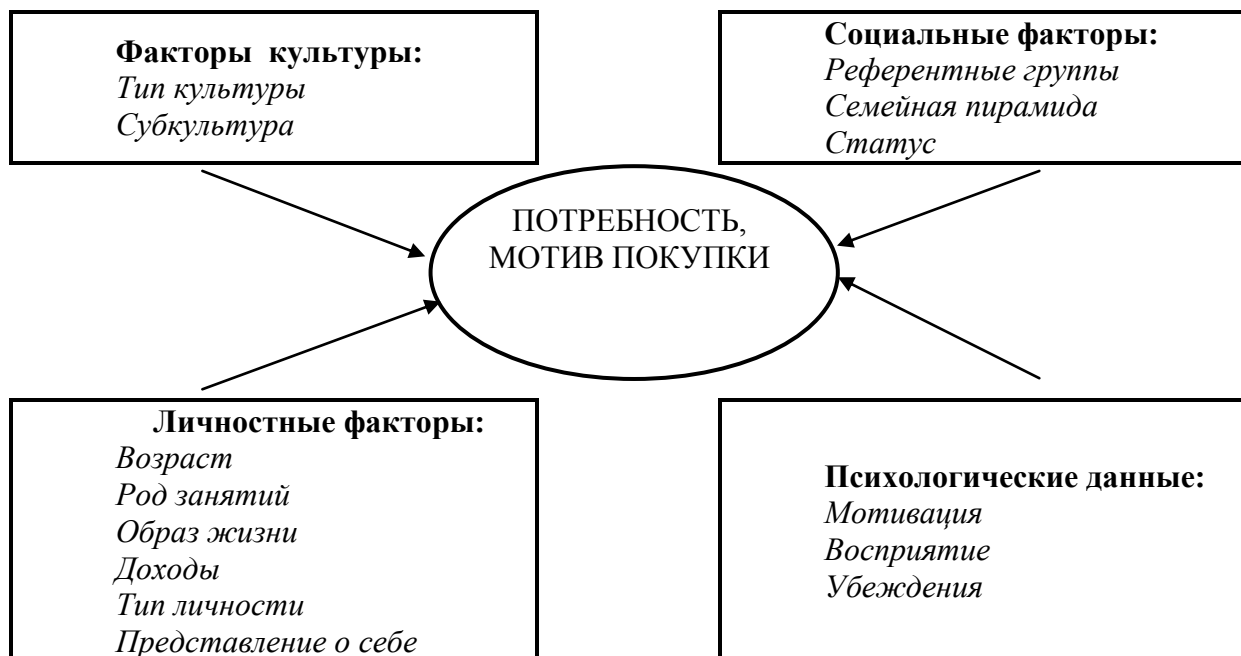 Факторы культуры:
Тип культуры
Субкультура
Социальные факторы:
Референтные группы
Семейная пирамида
Статус
ПОТРЕБНОСТЬ,
МОТИВ ПОКУПКИ
Личностные факторы:
Возраст
Род занятий
Образ жизни
Доходы
Тип личности
Представление о себе
Психологические данные:
Мотивация
Восприятие
Убеждения